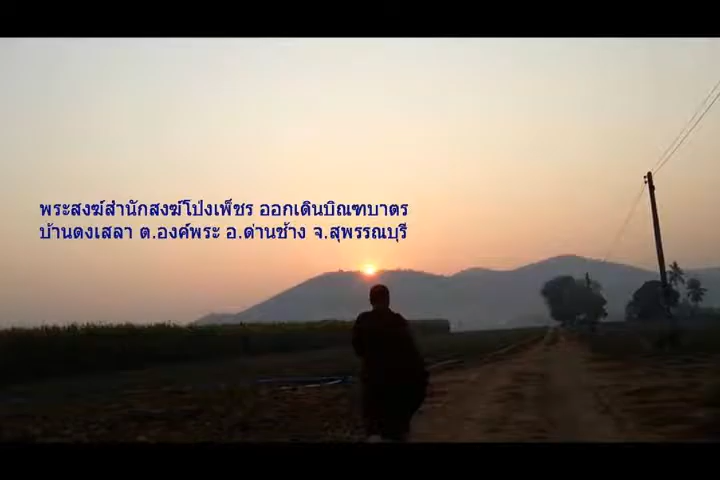 พระสงฆ์สำนักสงฆ์โป่งเพ็ชร ออกเดินบิณฑบาตร
บ้านดงเสลา ต.องค์พระ อ.ด่านช้าง จ.สุพรรณบุรี